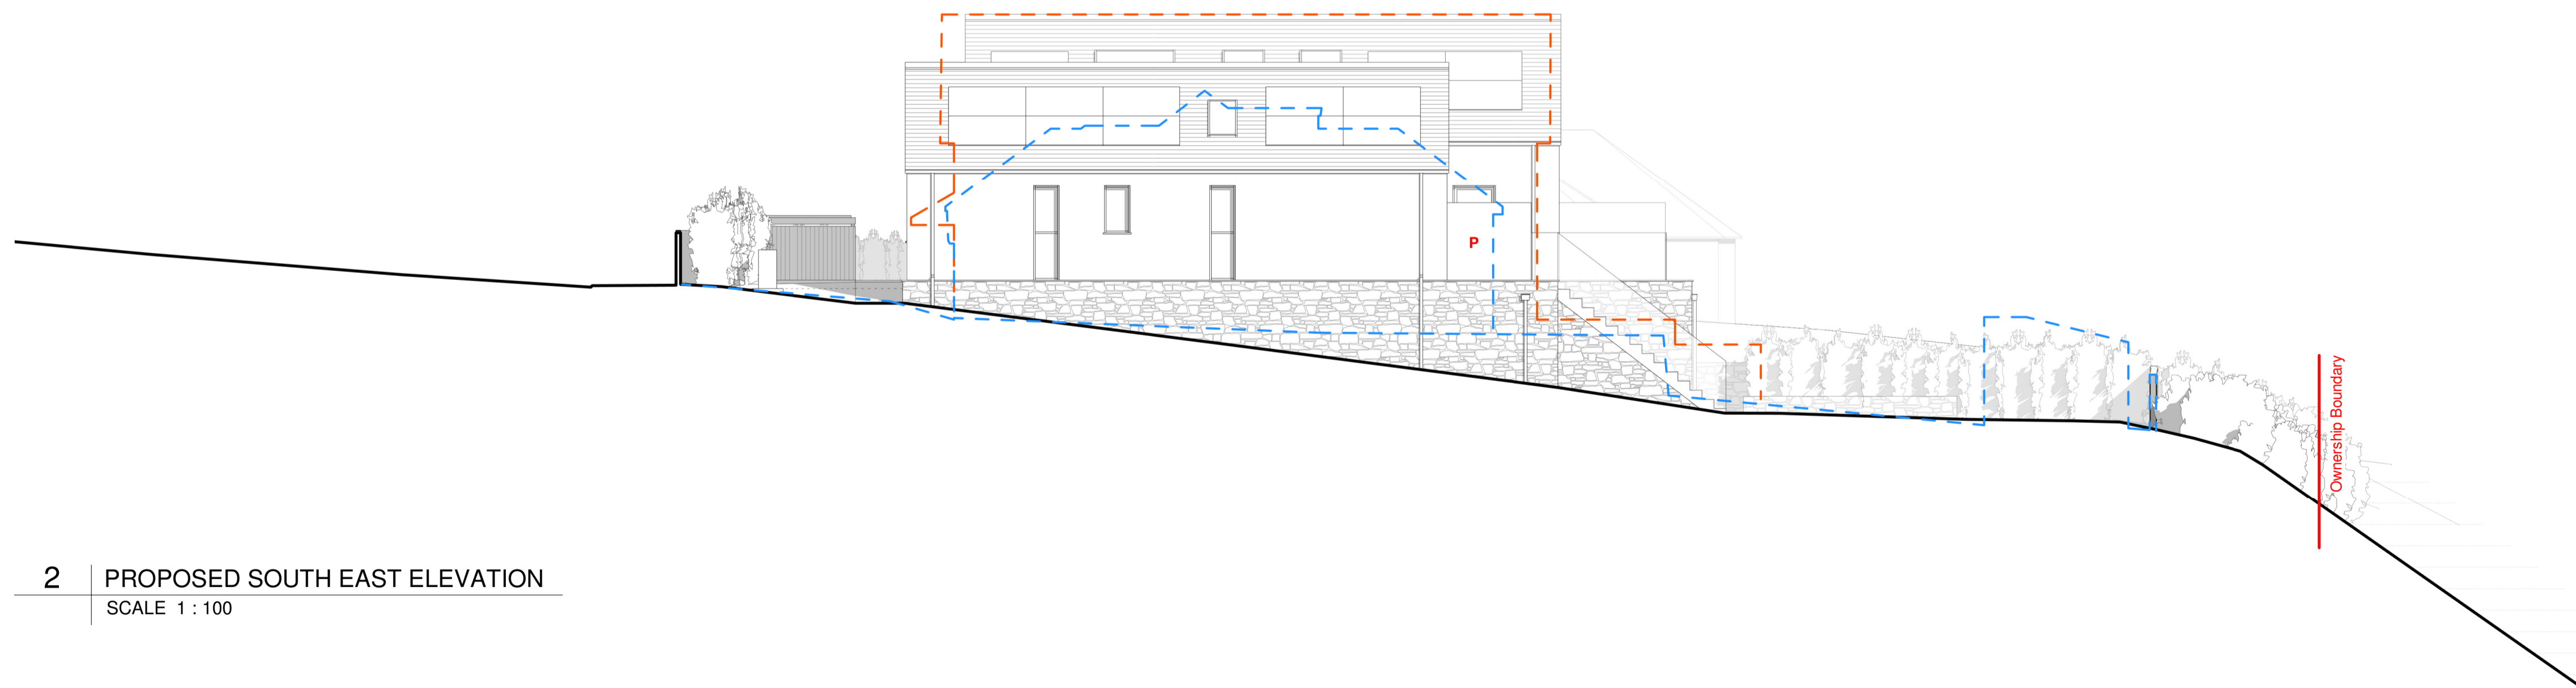 P
Ownership Boundary
2
PROPOSED SOUTH EAST ELEVATION
SCALE 1 : 100